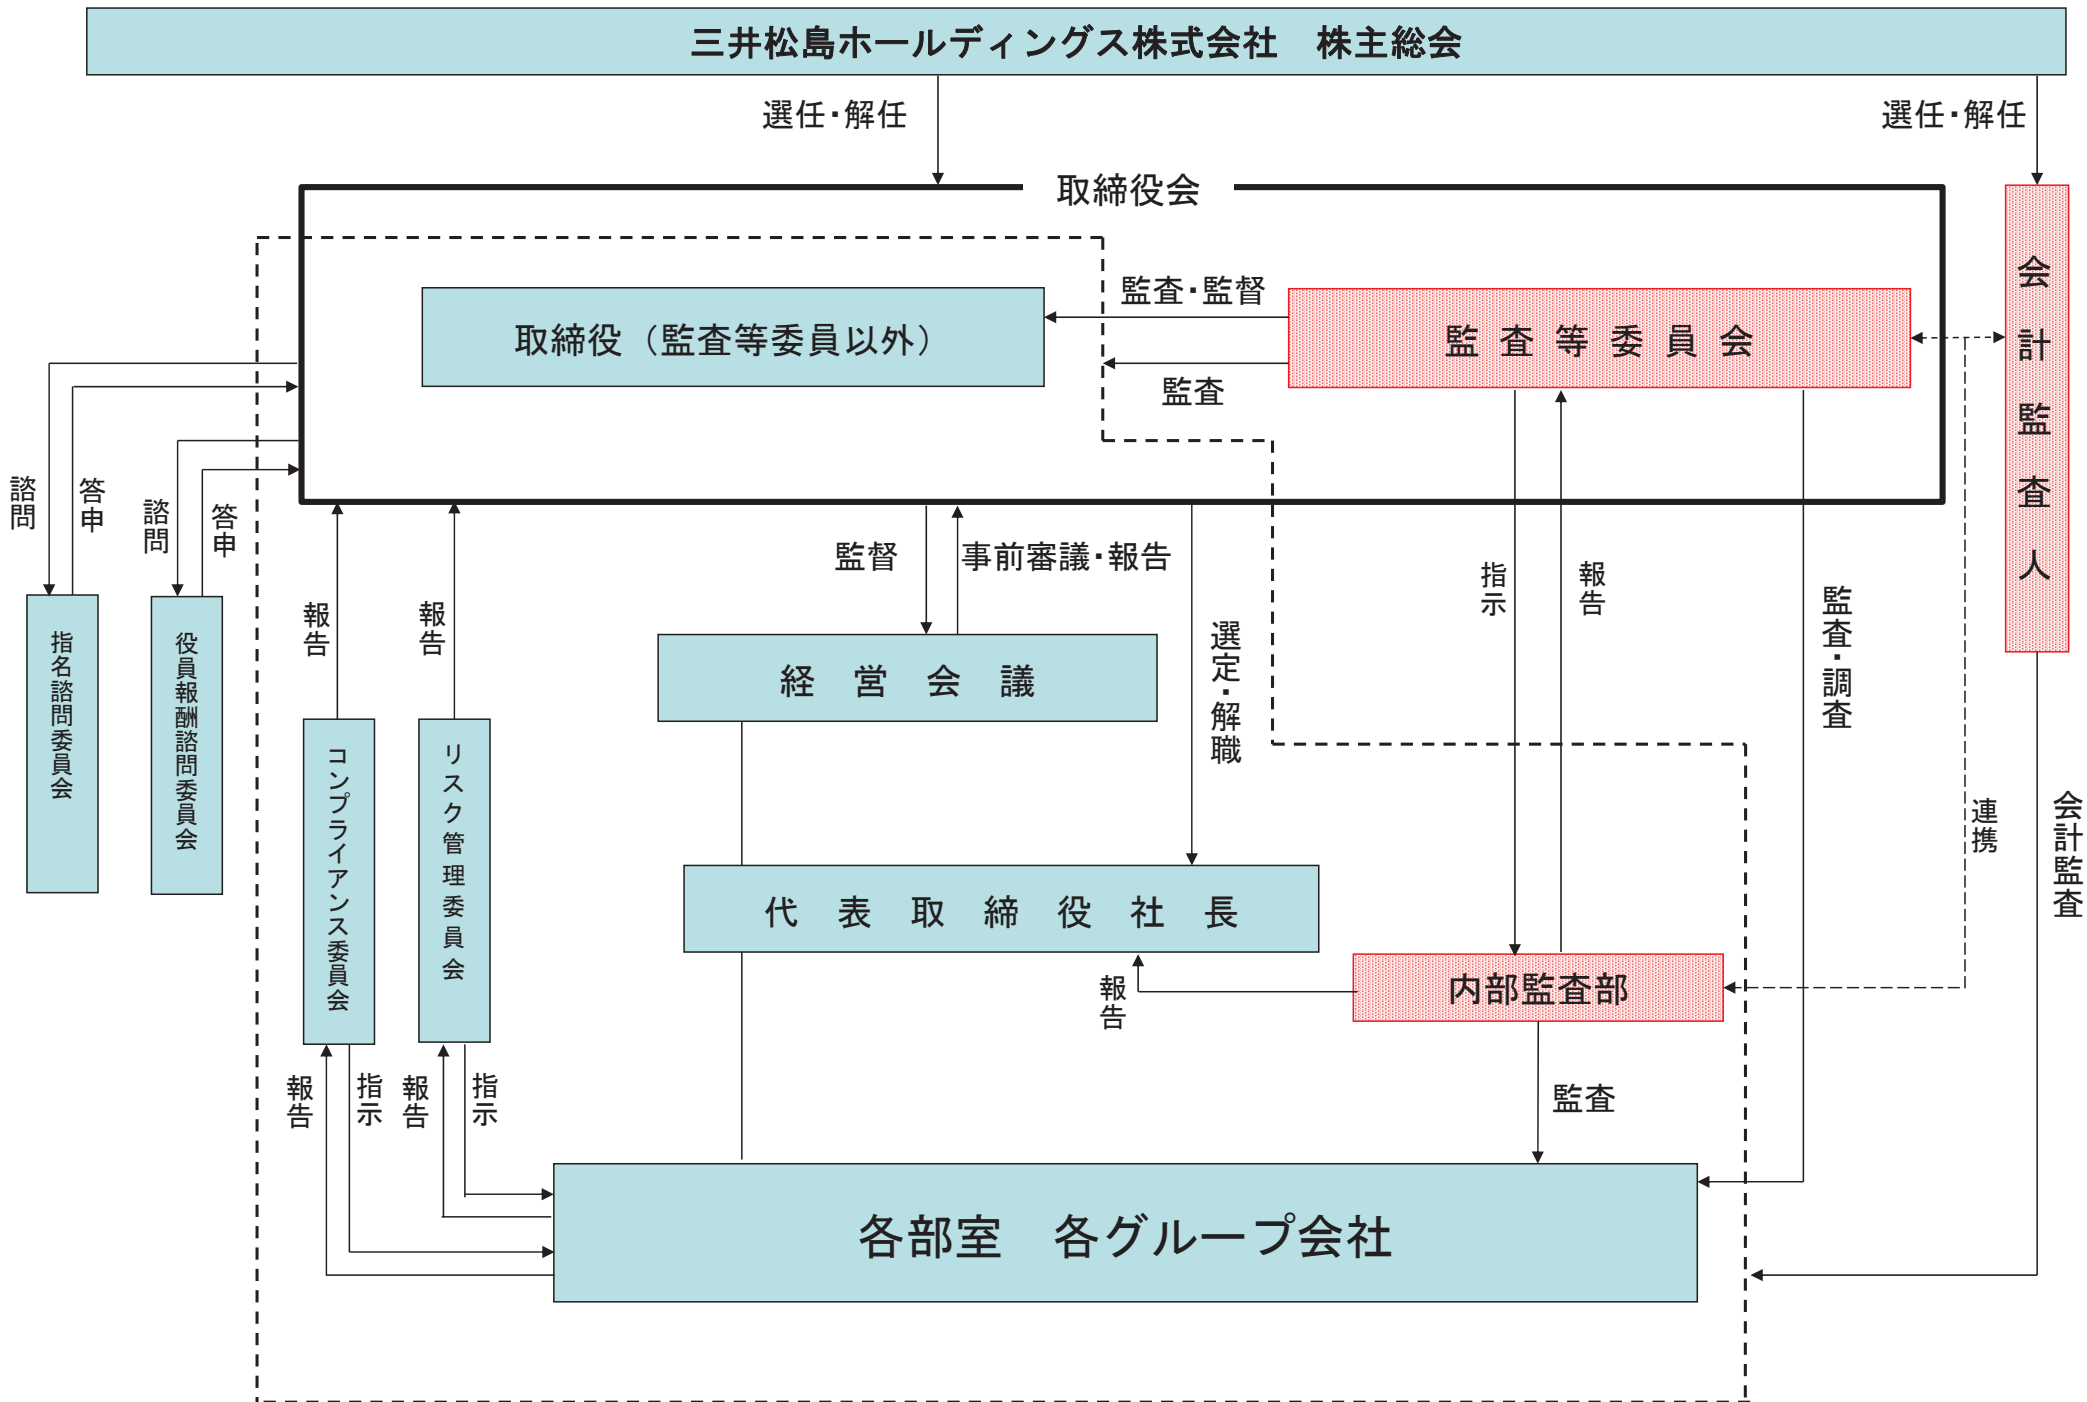 三井松島ホールディングス株式会社　株主総会
選任・解任
選任・解任
取締役会
監査・監督
取締役（監査等委員以外）
監査等委員会
監査
会計監査人
諮問
答申
諮問
答申
監督
事前審議・報告
指示
報告
報告
報告
選定・解職
監査・調査
指名諮問委員会
役員報酬諮問委員会
経営会議
コンプライアンス委員会
リスク管理委員会
連携
会計監査
代表取締役社長
内部監査部
報告
報告
指示
報告
指示
監査
各部室　各グループ会社